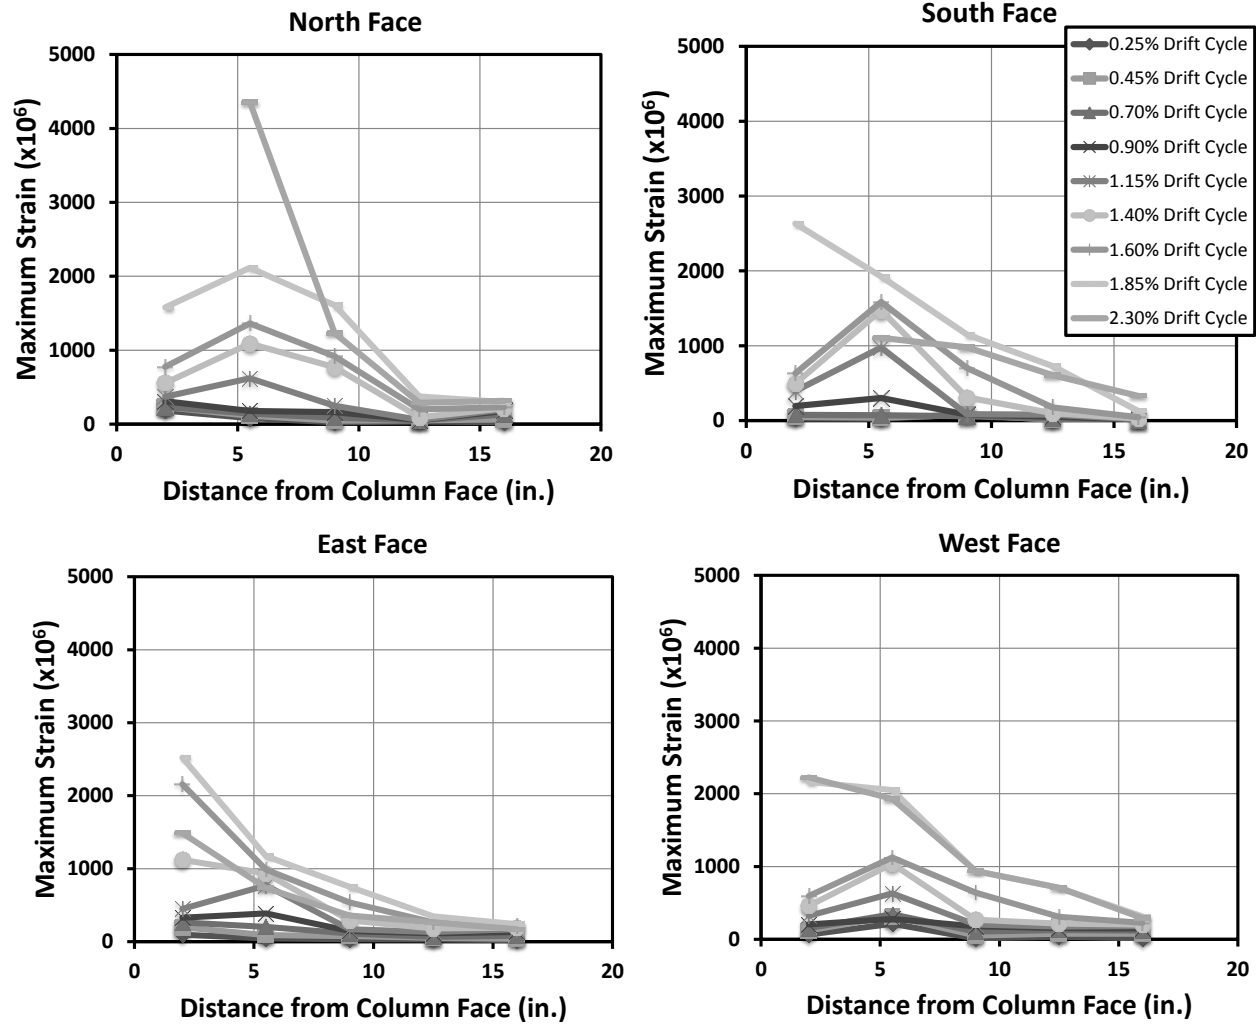 North Face
Maximum Strain (x10⁶)
5000
4000
3000
2000
1000
0
0 5 10 15 20
Distance from Column Face (in.)
South Face
Maximum Strain (x10⁶)
5000
4000
3000
2000
1000
0
0 5 10 15 20
Distance from Column Face (in.)
0.25% Drift Cycle
0.45% Drift Cycle
0.70% Drift Cycle
0.90% Drift Cycle
1.15% Drift Cycle
1.40% Drift Cycle
1.60% Drift Cycle
1.85% Drift Cycle
2.30% Drift Cycle
East Face
Maximum Strain (x10⁶)
5000
4000
3000
2000
1000
0
0 5 10 15 20
Distance from Column Face (in.)
West Face
Maximum Strain (x10⁶)
5000
4000
3000
2000
1000
0
0 5 10 15 20
Distance from Column Face (in.)